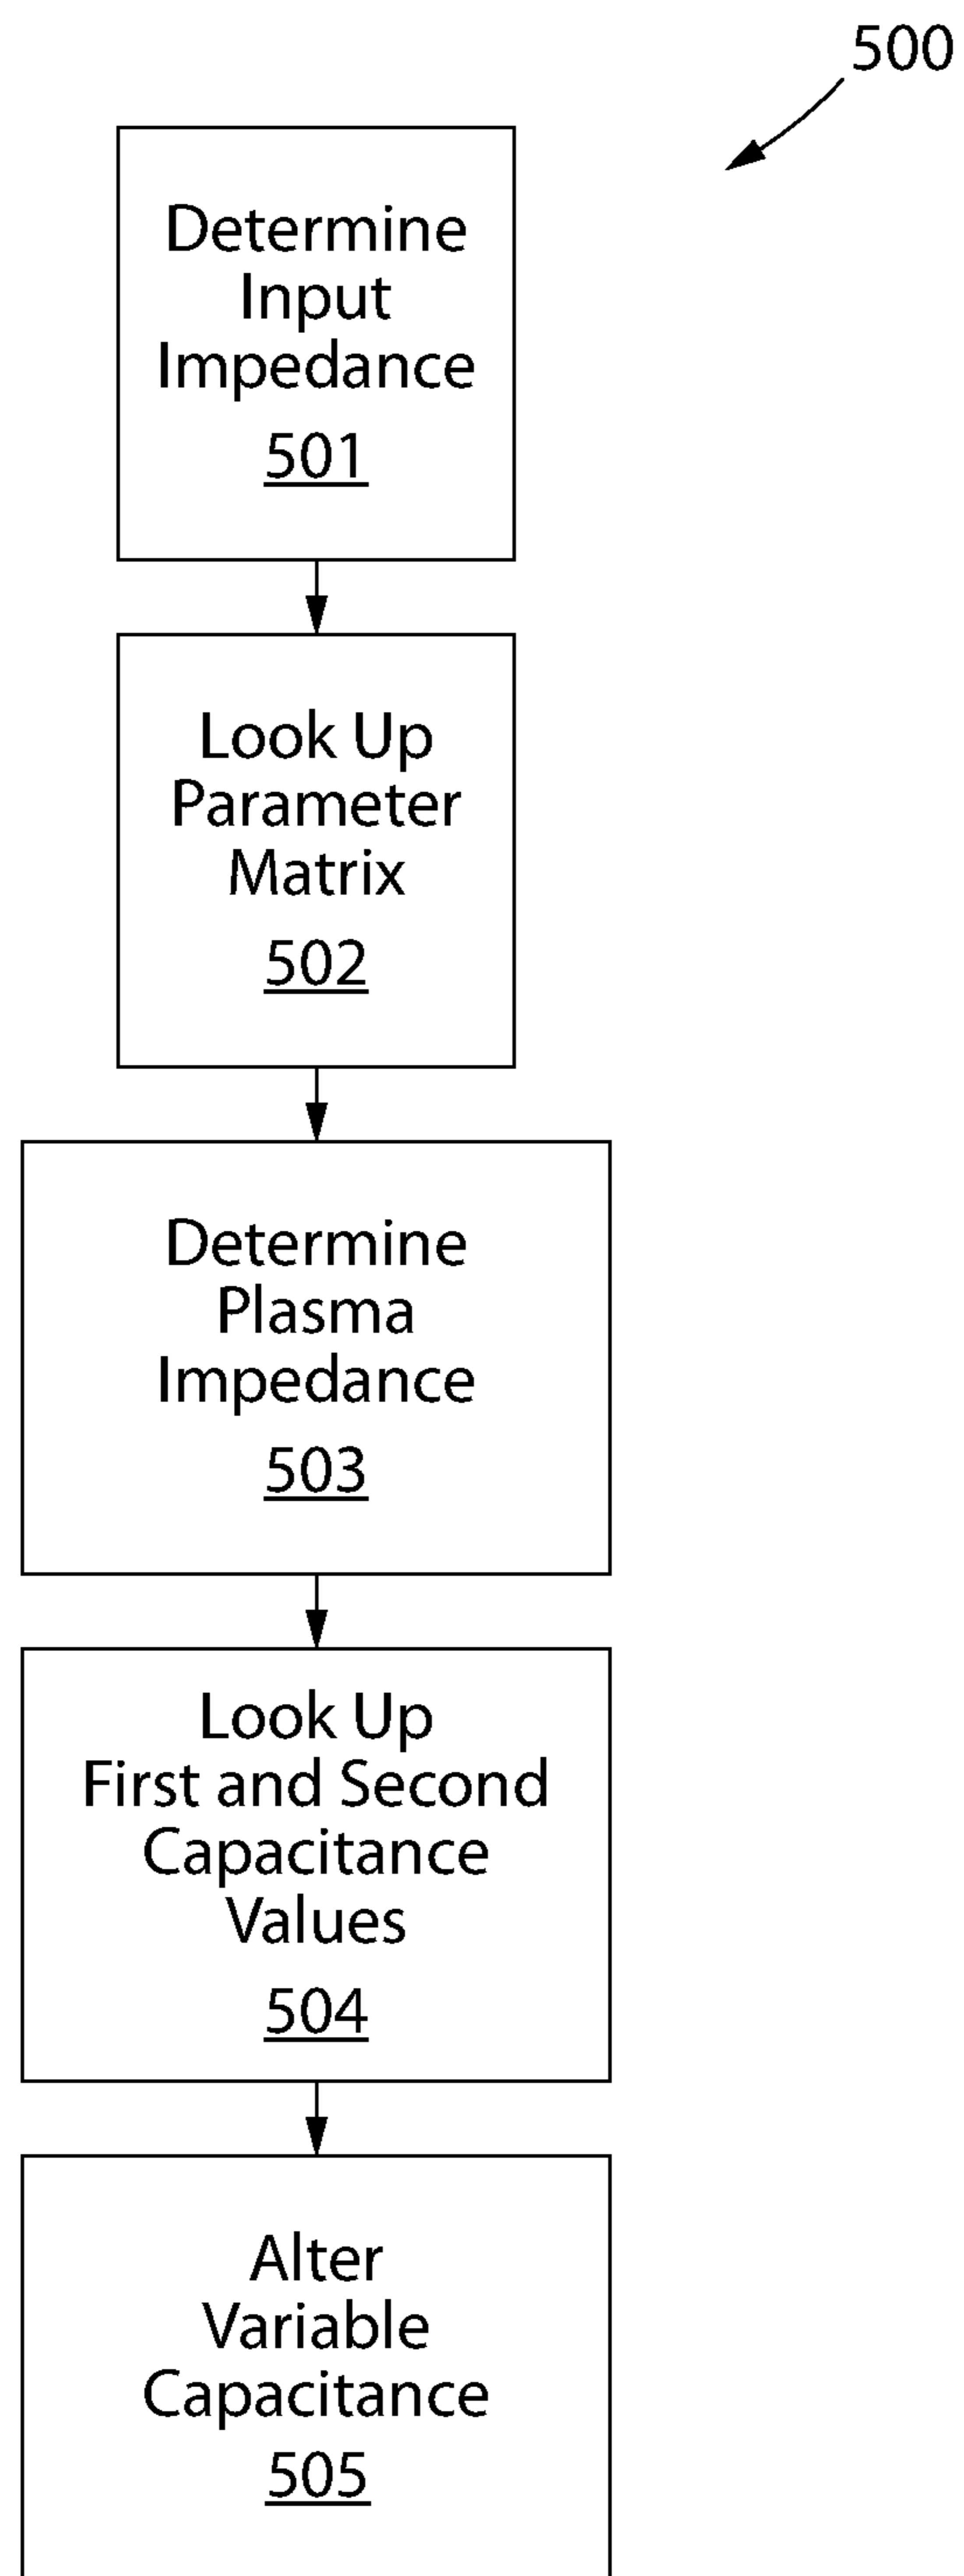 500
Determine
Input
Impedance
501
Look Up
Parameter
Matrix
502
Determine
Plasma
Impedance
503
Look Up
First and Second
Capacitance
Values
504
Alter
Variable
Capacitance
505